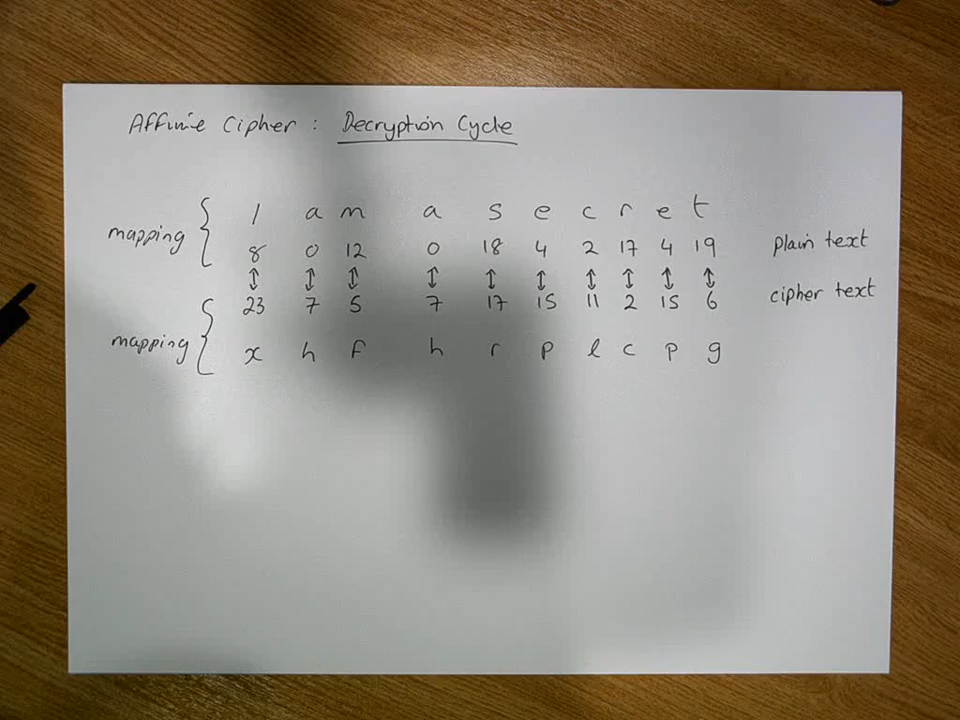 Affine Cipher : Decryption Cycle
mapping { I a m a s e c r e t
8 0 12 0 18 4 2 17 4 19 plain text
↕ ↕ ↕ ↕ ↕ ↕ ↕ ↕ ↕ ↕
23 7 5 7 17 15 11 2 15 6 cipher text
mapping { x h f h r p l c p g